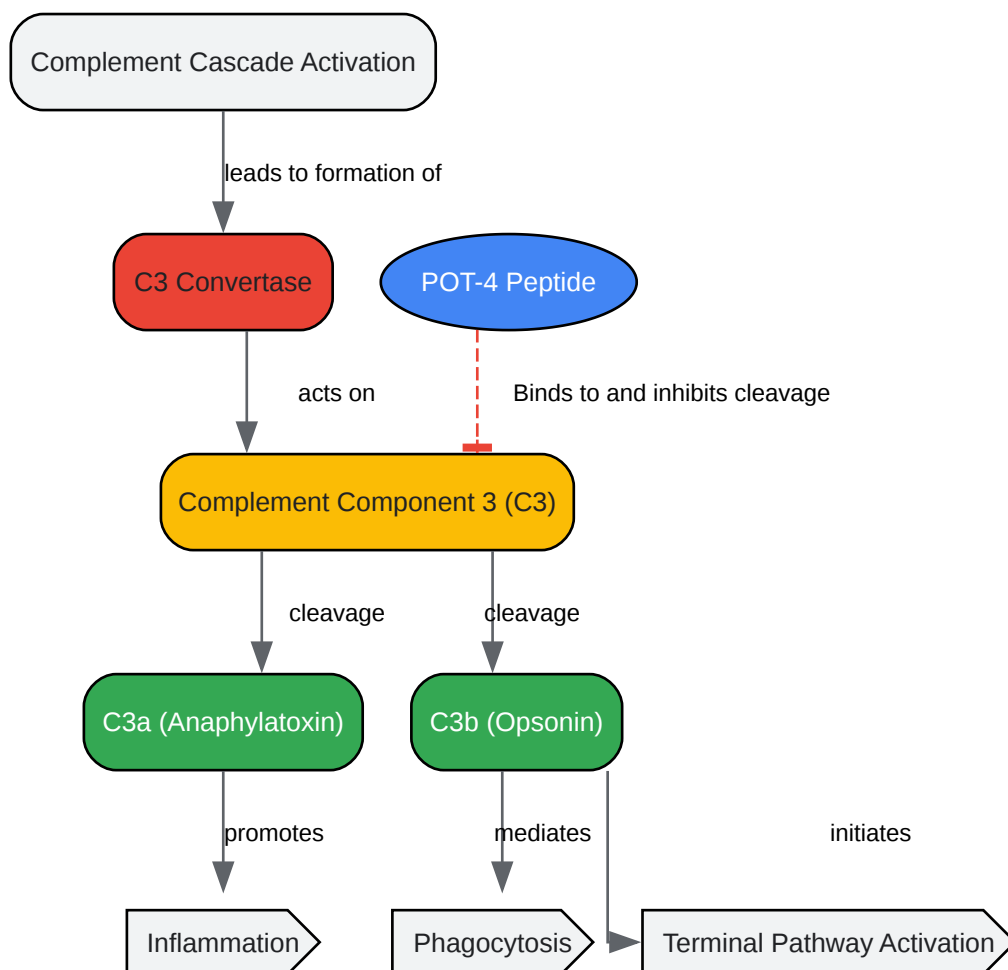 Complement Cascade Activation
leads to formation of
C3 Convertase
POT-4 Peptide
acts on
Binds to and inhibits cleavage
Complement Component 3 (C3)
cleavage
cleavage
C3a (Anaphylatoxin)
C3b (Opsonin)
promotes
mediates
initiates
Inflammation
Phagocytosis
Terminal Pathway Activation